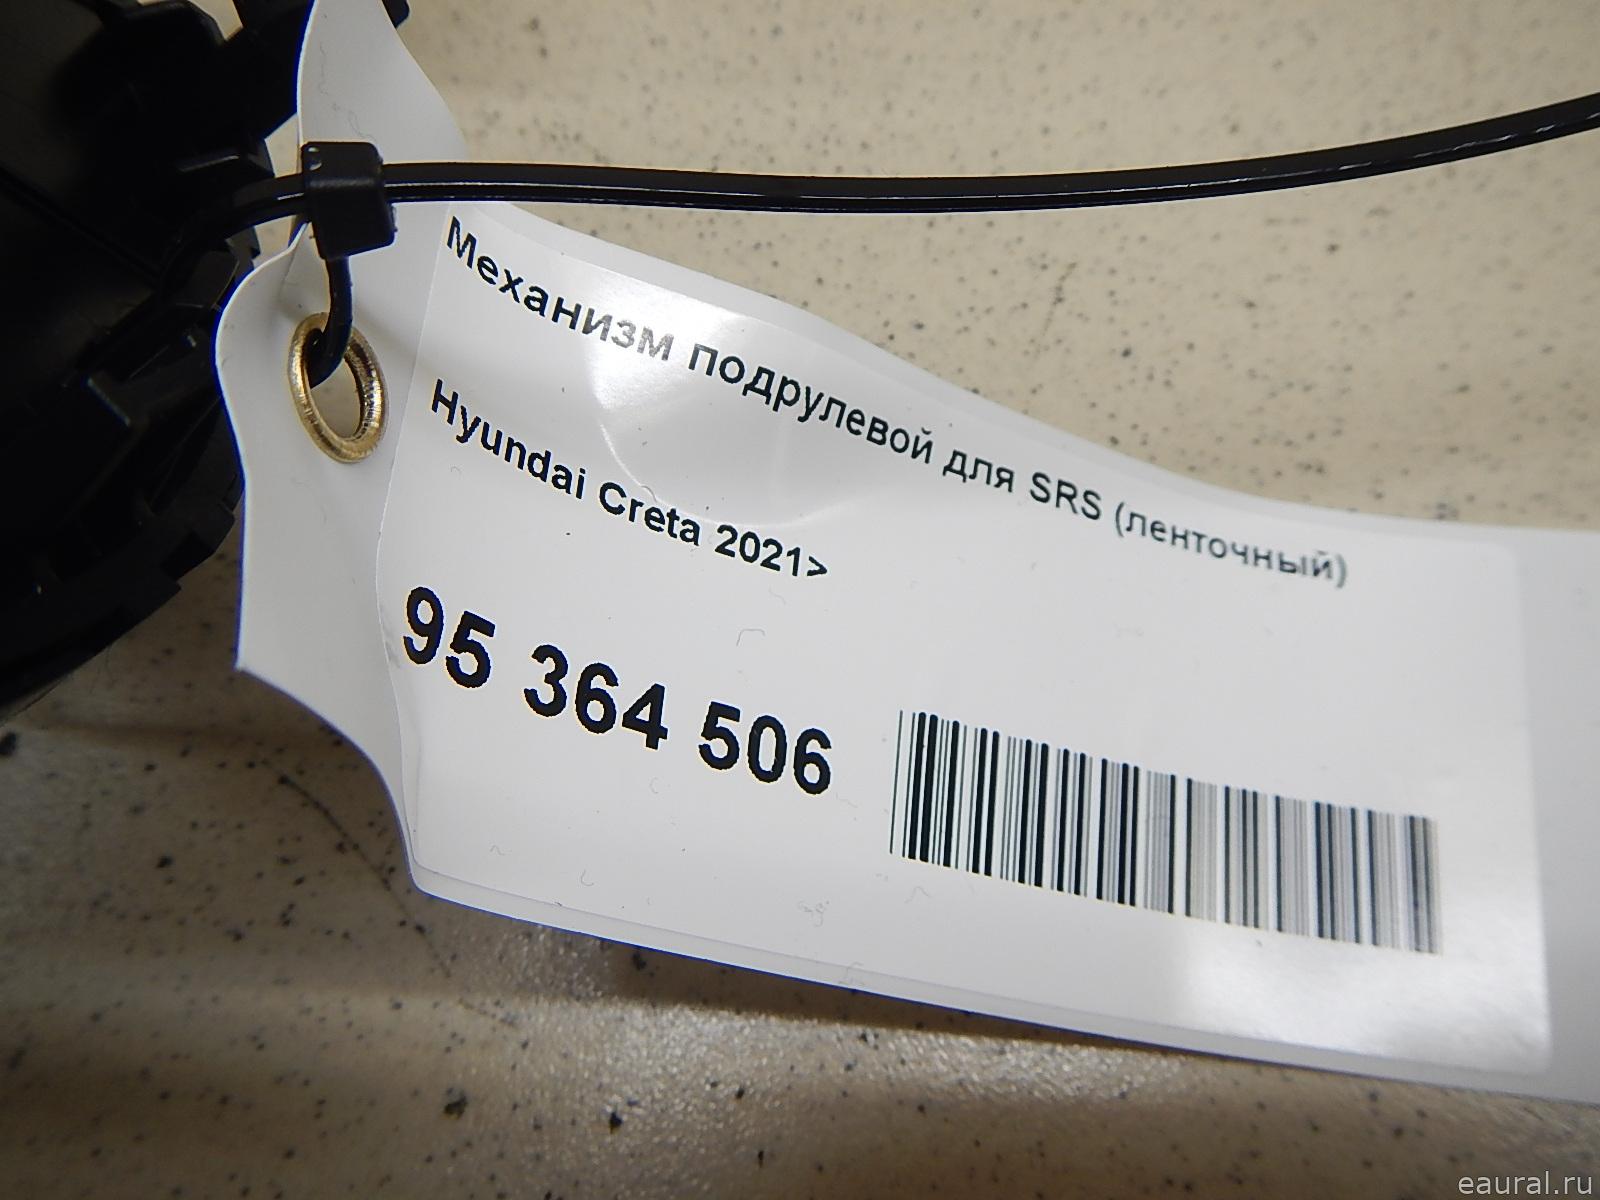 Механизм подрулевой для SRS (ленточный)
Hyundai Creta 2021>
95 364 506
eaural.ru